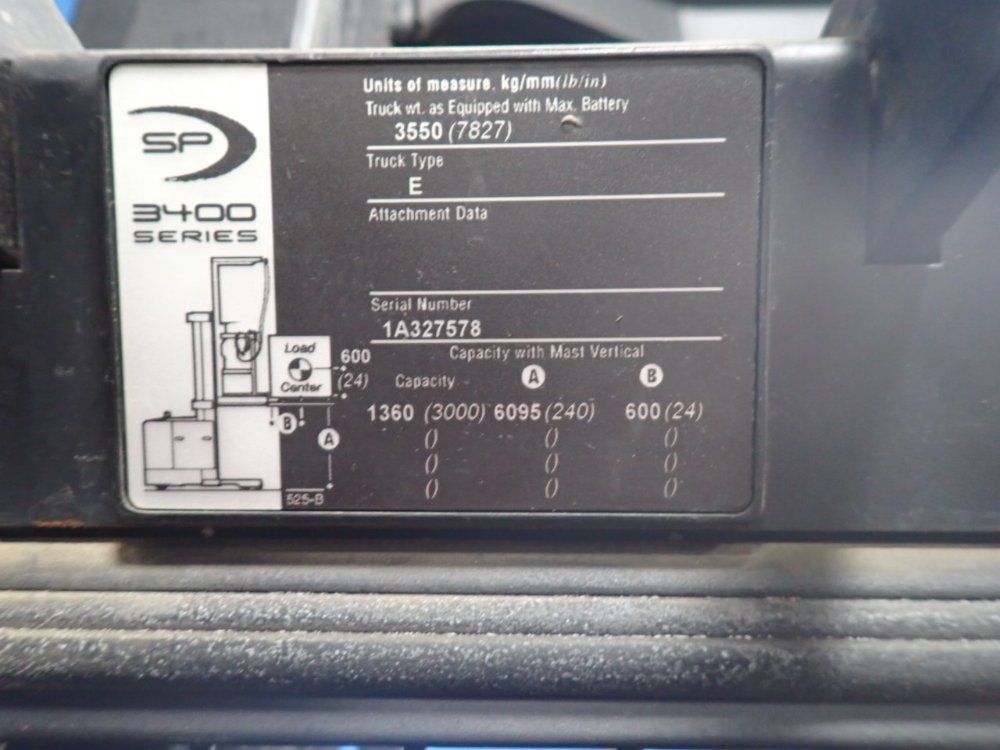 SP
3400
SERIES
Units of measure, kg/mm(lb/in)
Truck wt. as Equipped with Max. Battery
3550 (7827)
Truck Type
E
Attachment Data
Serial Number
1A327578
Load
Center
600
(24)
B
A
525-B
Capacity with Mast Vertical
Capacity A B
1360 (3000) 6095 (240) 600 (24)
() () ()
() () ()
() () ()